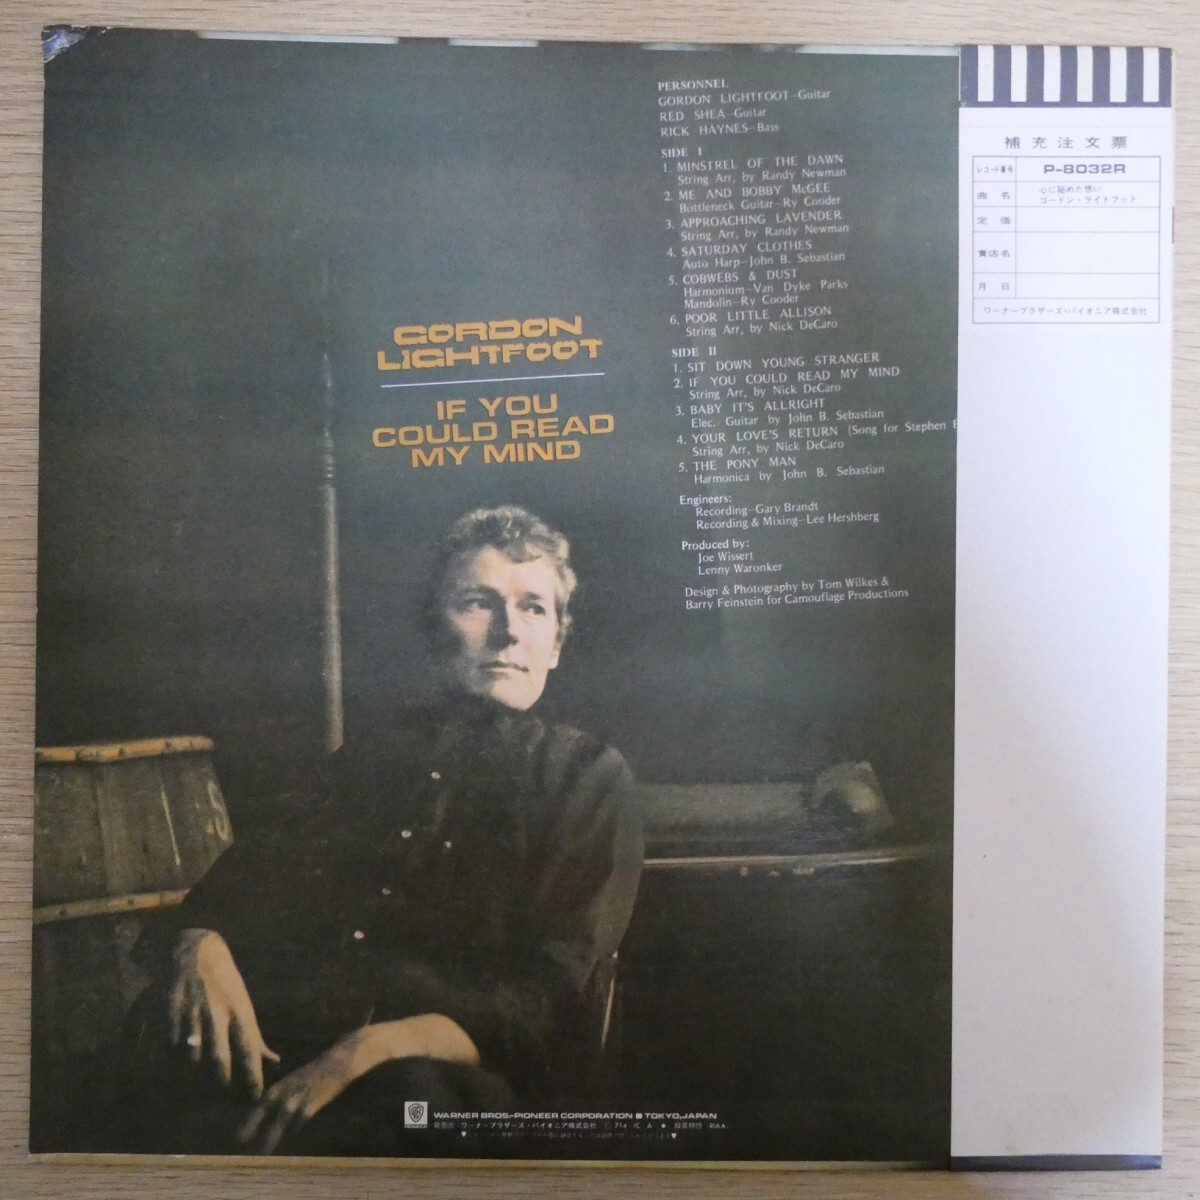 PERSONNEL
GORDON LIGHTFOOT—Guitar
RED SHEA—Guitar
RICK HAYNES—Bass
SIDE I
1. MINSTREL OF THE DAWN
String Arr, by Randy Newman
2. ME AND BOBBY McGEE
Bottleneck Guitar—Ry Cooder
3. APPROACHING LAVENDER
String Arr, by Randy Newman
4. SATURDAY CLOTHES
Auto Harp—John B. Sebastian
5. COBWEBS & DUST
Harmonium—Van Dyke Parks
Mandolin—Ry Cooder
6. POOR LITTLE ALLISON
String Arr, by Nick DeCaro
SIDE II
1. SIT DOWN YOUNG STRANGER
2. IF YOU COULD READ MY MIND
String Arr, by Nick DeCaro
3. BABY IT'S ALLRIGHT
Elec. Guitar by John B. Sebastian
4. YOUR LOVE'S RETURN (Song for Stephen
String Arr, by Nick DeCaro
5. THE PONY MAN
Harmonica by John B. Sebastian
Engineers:
Recording—Gary Brandt
Recording & Mixing—Lee Hershberg
Produced by:
Joe Wissert
Lenny Waronker
Design & Photography by Tom Wilkes &
Barry Feinstein for Camouflage Productions
GORDON
LIGHTFOOT
IF YOU
COULD READ
MY MIND
S
WARNER BROS.-PIONEER CORPORATION ■ TOKYO, JAPAN
発売元 ワーナーブラザーズ・パイオニア株式会社
補充注文票
レコード番号 P-8032R
曲名 心に秘めた想い
ゴードン・ライトフット
定価
貴店名
月日
ワーナーブラザーズ・パイオニア株式会社